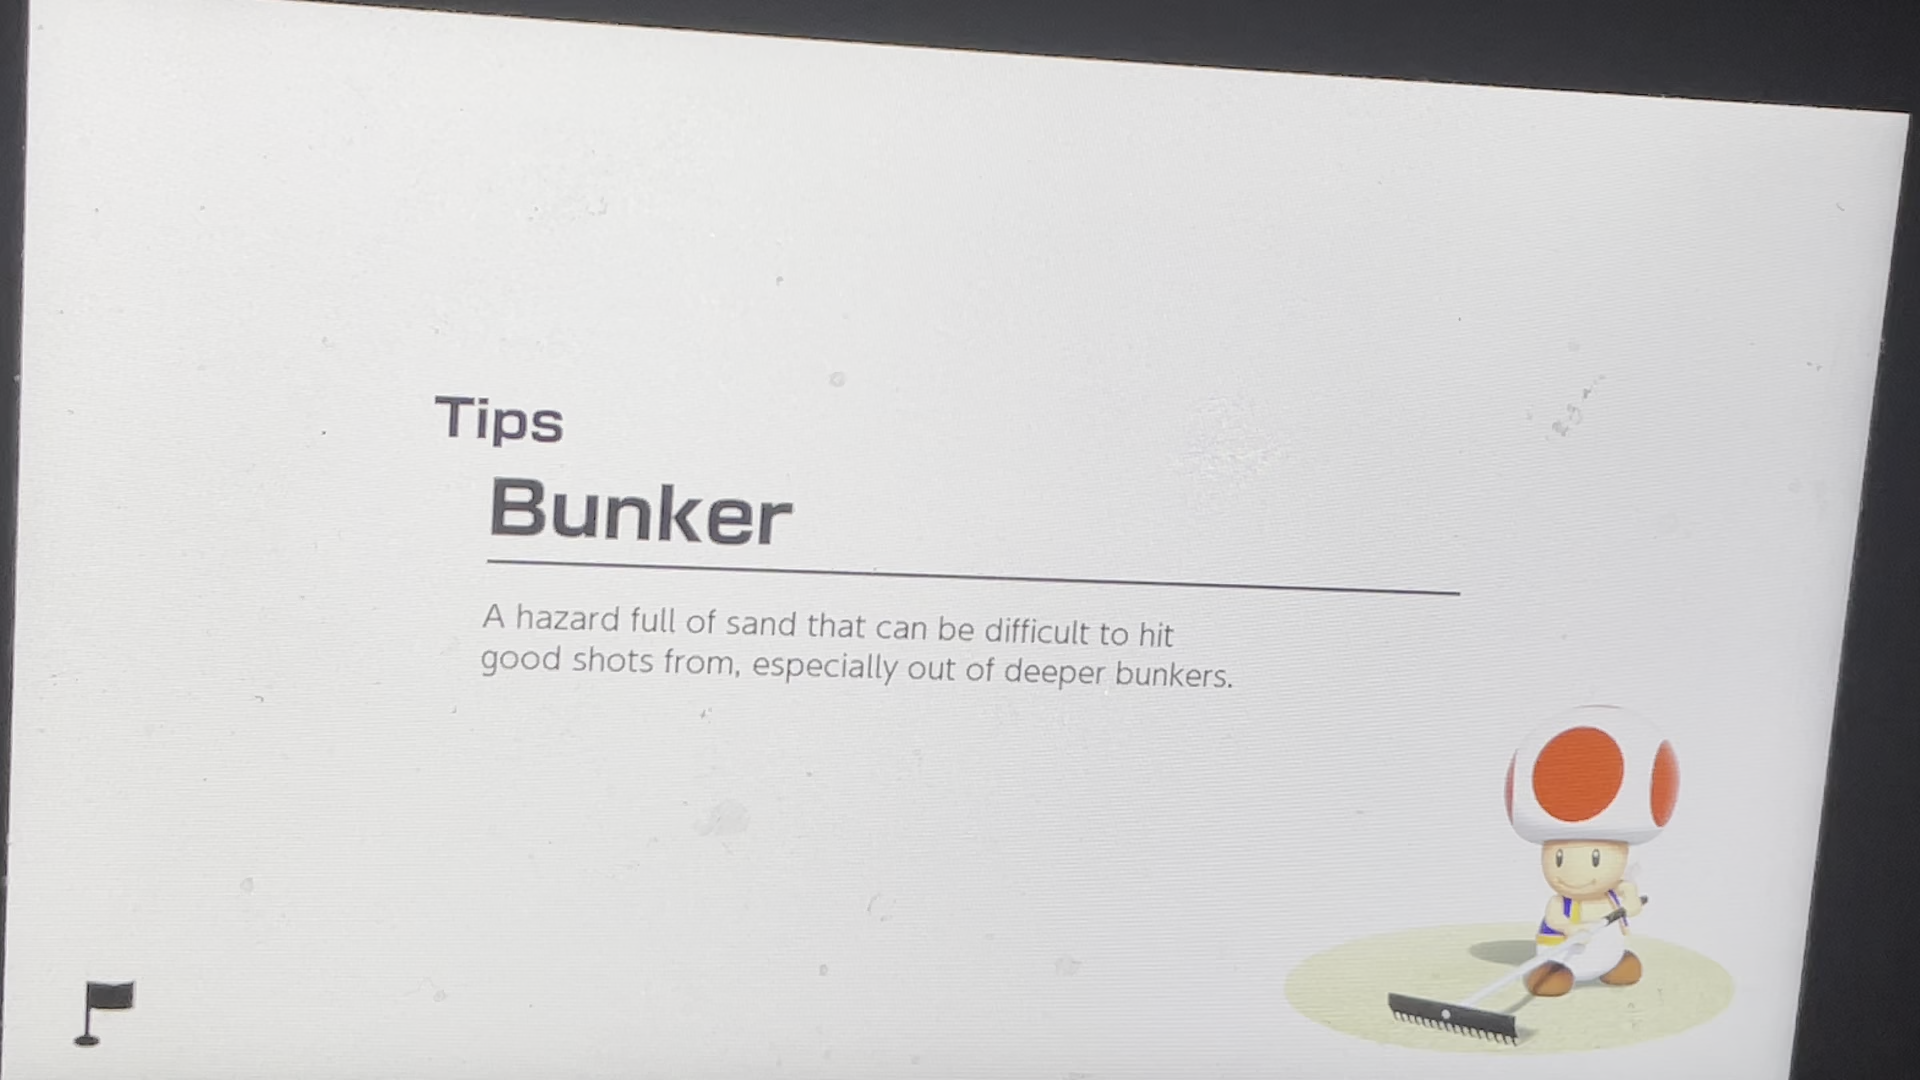 Tips
Bunker
A hazard full of sand that can be difficult to hit
good shots from, especially out of deeper bunkers.